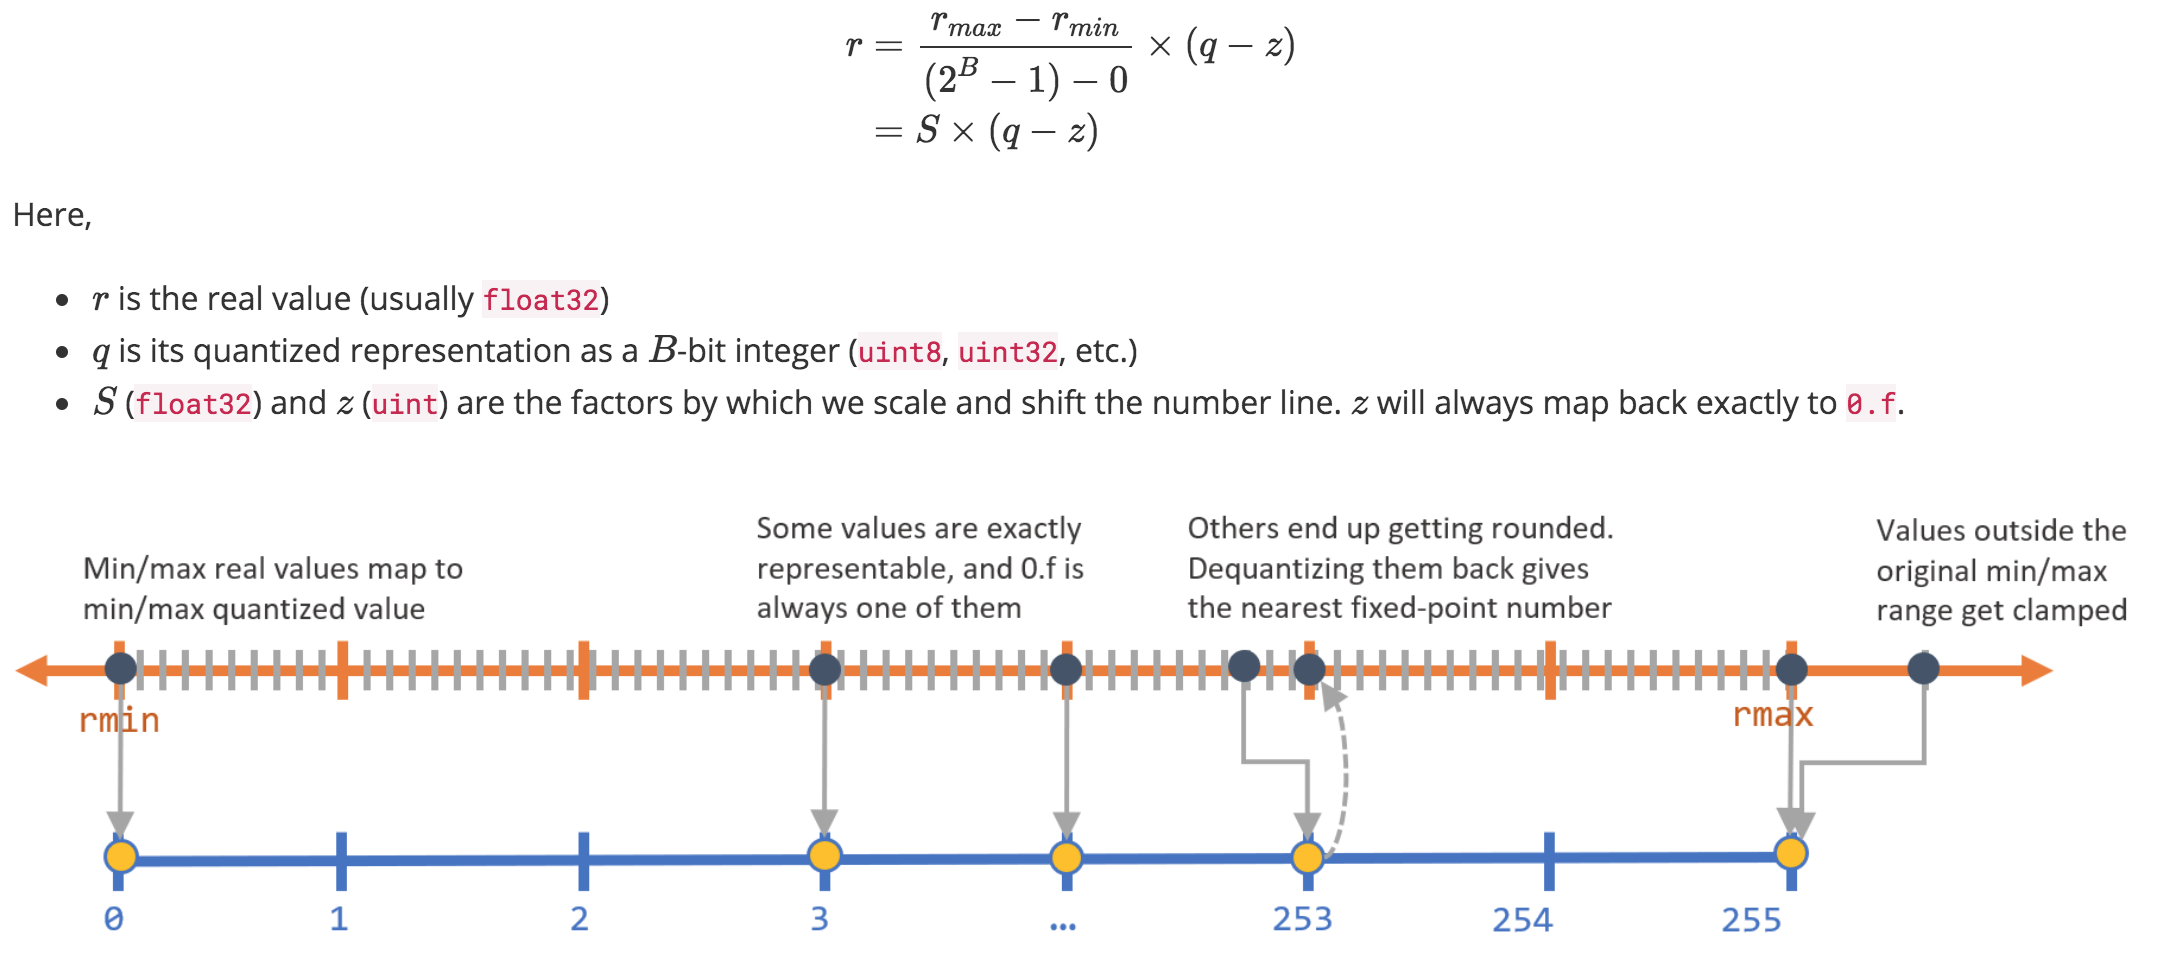 r = \frac{r_{max} - r_{min}}{(2^B - 1) - 0} × (q − z)
= S × (q − z)
Here,
• r is the real value (usually float32)
• q is its quantized representation as a B-bit integer (uint8, uint32, etc.)
• S (float32) and z (uint) are the factors by which we scale and shift the number line. z will always map back exactly to 0.f.
Min/max real values map to
min/max quantized value
Some values are exactly
representable, and 0.f is
always one of them
Others end up getting rounded.
Dequantizing them back gives
the nearest fixed-point number
Values outside the
original min/max
range get clamped
rmin
rmax
0 1 2 3 ... 253 254 255